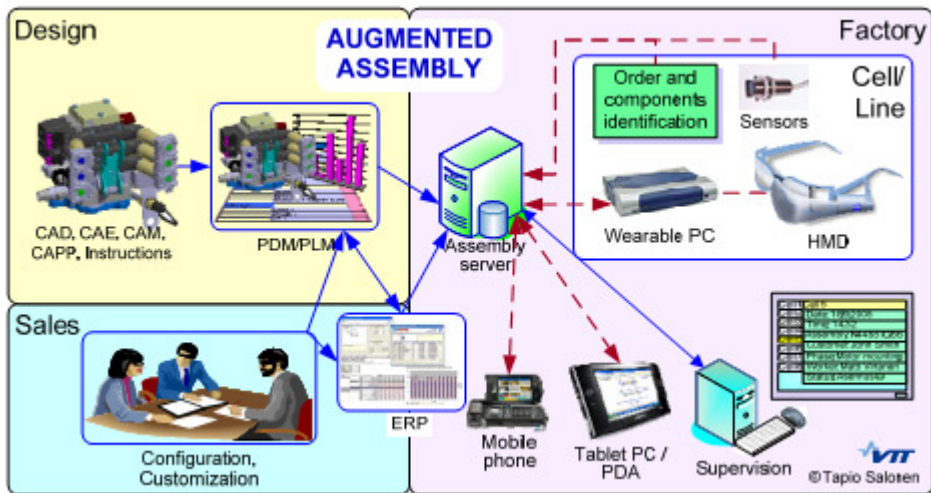 Design
AUGMENTED
ASSEMBLY
Factory
Cell/
Line
Order and
components
identification
Sensors
CAD, CAE, CAM,
CAPP, Instructions
PDM/PLM
Assembly
server
Wearable PC
HMD
Sales
Configuration,
Customization
ERP
Mobile
phone
Tablet PC /
PDA
Supervision
VTT
©Tapio Salonen